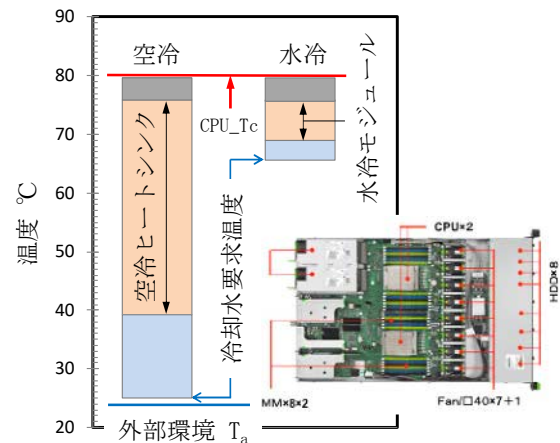 90
80
70
60
50
40
30
20
温度 ℃
空冷
水冷
CPU_Tc
空冷ヒートシンク
冷却水要求温度
水冷モジュール
外部環境 Ta
CPU×2
HDD×8
MM×8×2
Fan/□40×7+1